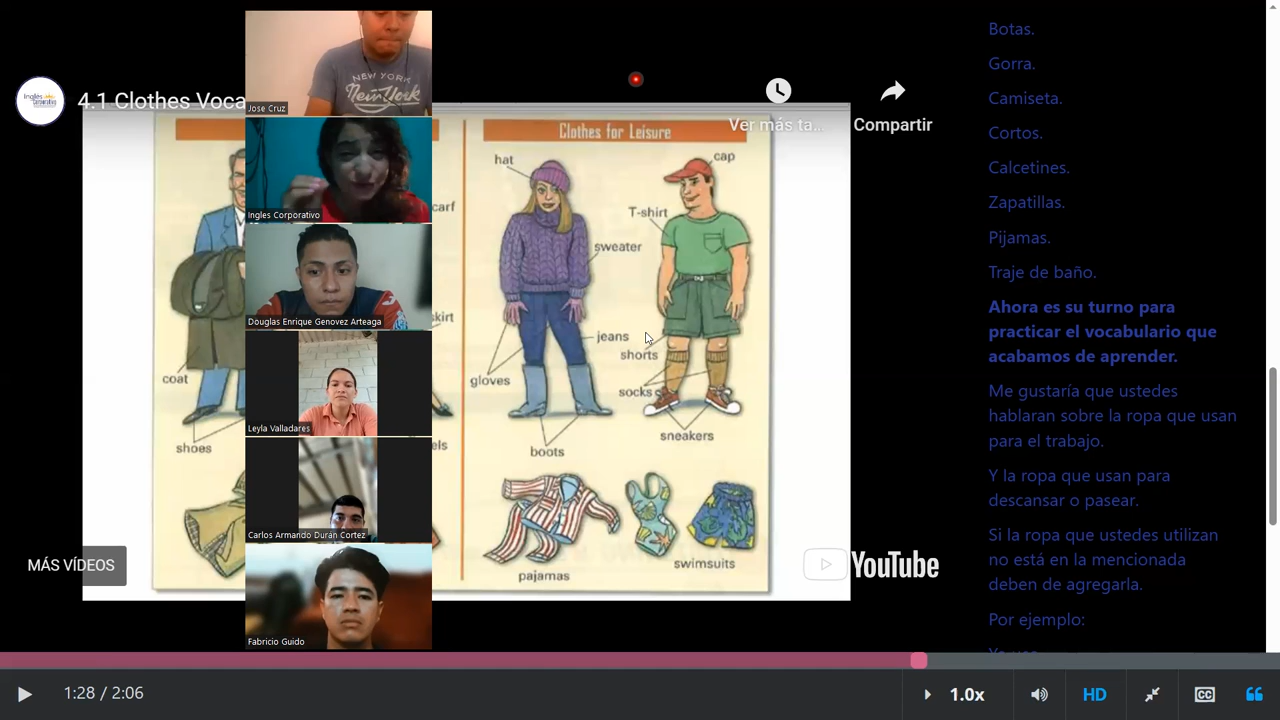 4.1 Clothes Voca
Ver más ta...
Compartir
Jose Cruz
NEW YORK
New York
Ingles Corporativo
Douglas Enrique Genovez Arteaga
Leyla Valladares
Carlos Armando Durán Cortez
Fabricio Guido
carf
kirt
coat
shoes
els
Clothes for Leisure
hat
cap
T-shirt
sweater
jeans
shorts
gloves
socks
sneakers
boots
pajamas
swimsuits
MÁS VÍDEOS
YouTube
Botas.
Gorra.
Camiseta.
Cortos.
Calcetines.
Zapatillas.
Pijamas.
Traje de baño.
Ahora es su turno para
practicar el vocabulario que
acabamos de aprender.
Me gustaría que ustedes
hablaran sobre la ropa que usan
para el trabajo.
Y la ropa que usan para
descansar o pasear.
Si la ropa que ustedes utilizan
no está en la mencionada
deben de agregarla.
Por ejemplo:
1:28 / 2:06
1.0x
HD
CC